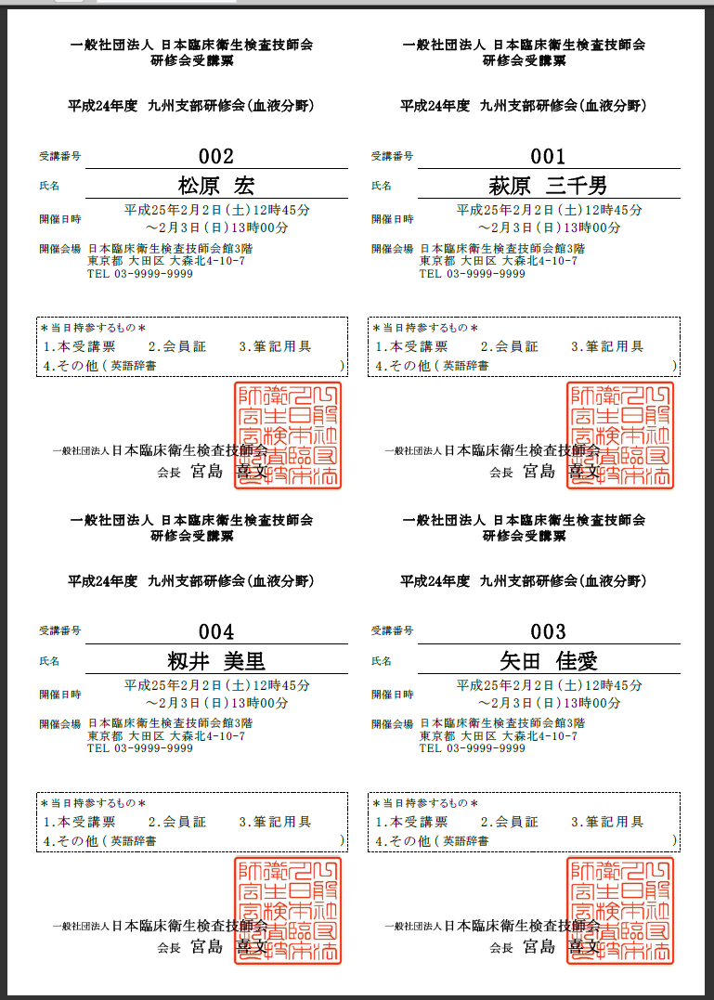 一般社団法人 日本臨床衛生検査技師会
研修会受講票
平成24年度 九州支部研修会(血液分野)
受講番号 002
氏名 松原 宏
開催日時 平成25年2月2日(土)12時45分
～2月3日(日)13時00分
開催会場 日本臨床衛生検査技師会館3階
東京都 大田区 大森北4-10-7
TEL 03-9999-9999
＊当日持参するもの＊
1.本受講票 2.会員証 3.筆記用具
4.その他(英語辞書 )
一般社団法人日本臨床衛生検査技師会
会長 宮島 喜文
一般社団法人 日本臨床衛生検査技師会
研修会受講票
平成24年度 九州支部研修会(血液分野)
受講番号 001
氏名 萩原 三千男
開催日時 平成25年2月2日(土)12時45分
～2月3日(日)13時00分
開催会場 日本臨床衛生検査技師会館3階
東京都 大田区 大森北4-10-7
TEL 03-9999-9999
＊当日持参するもの＊
1.本受講票 2.会員証 3.筆記用具
4.その他(英語辞書 )
一般社団法人日本臨床衛生検査技師会
会長 宮島 喜文
一般社団法人 日本臨床衛生検査技師会
研修会受講票
平成24年度 九州支部研修会(血液分野)
受講番号 004
氏名 籾井 美里
開催日時 平成25年2月2日(土)12時45分
～2月3日(日)13時00分
開催会場 日本臨床衛生検査技師会館3階
東京都 大田区 大森北4-10-7
TEL 03-9999-9999
＊当日持参するもの＊
1.本受講票 2.会員証 3.筆記用具
4.その他(英語辞書 )
一般社団法人日本臨床衛生検査技師会
会長 宮島 喜文
一般社団法人 日本臨床衛生検査技師会
研修会受講票
平成24年度 九州支部研修会(血液分野)
受講番号 003
氏名 矢田 佳愛
開催日時 平成25年2月2日(土)12時45分
～2月3日(日)13時00分
開催会場 日本臨床衛生検査技師会館3階
東京都 大田区 大森北4-10-7
TEL 03-9999-9999
＊当日持参するもの＊
1.本受講票 2.会員証 3.筆記用具
4.その他(英語辞書 )
一般社団法人日本臨床衛生検査技師会
会長 宮島 喜文